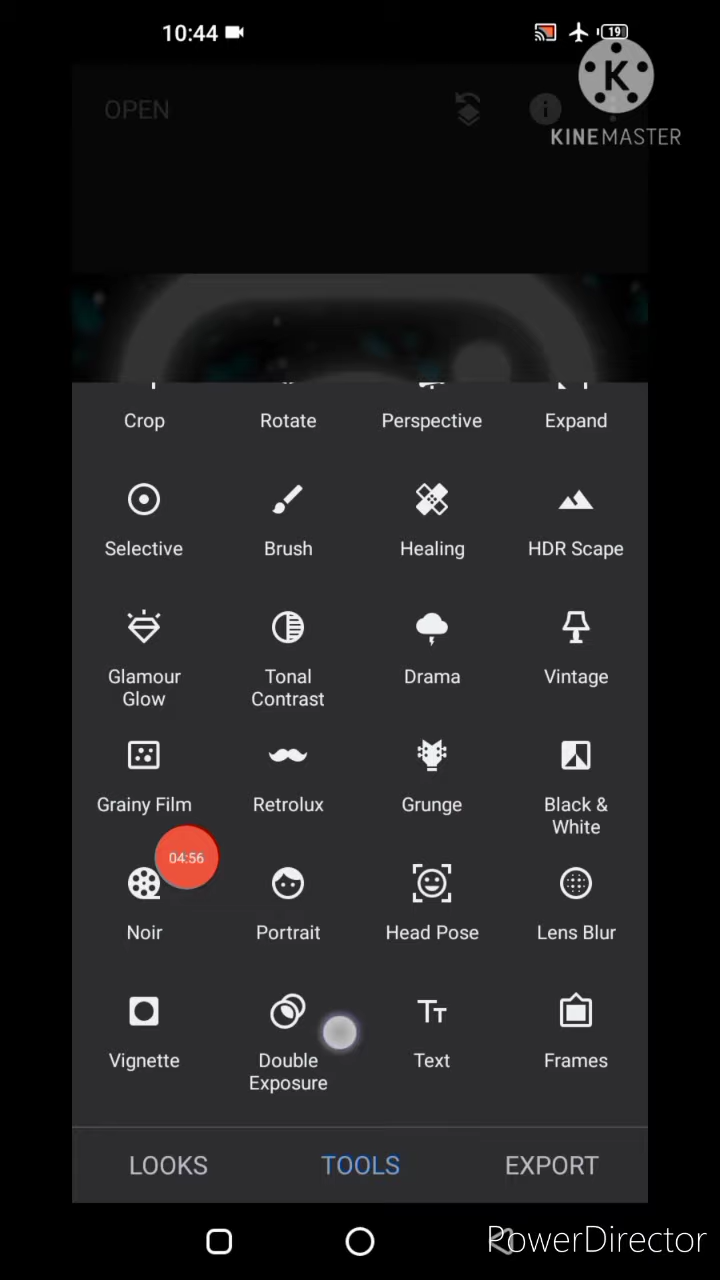 10:44
19
OPEN
KINEMASTER
Crop Rotate Perspective Expand
Selective Brush Healing HDR Scape
Glamour Glow Tonal Contrast Drama Vintage
Grainy Film Retrolux Grunge Black & White
04:56
Noir Portrait Head Pose Lens Blur
Vignette Double Exposure Text Frames
LOOKS TOOLS EXPORT
PowerDirector